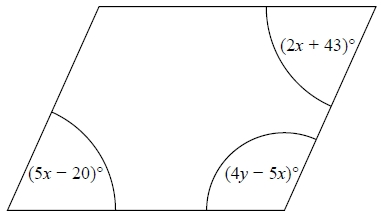 (2x + 43)°
(5x − 20)°
(4y − 5x)°